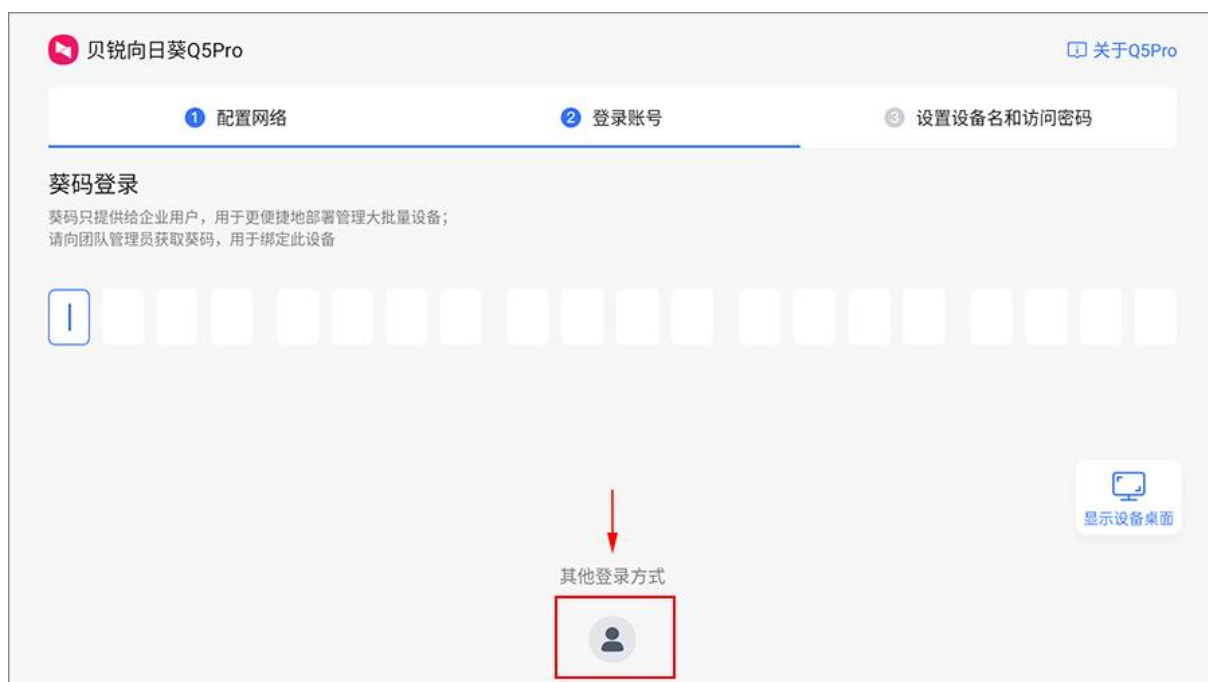 贝锐向日葵Q5Pro
关于Q5Pro
1 配置网络
2 登录账号
3 设置设备名和访问密码
葵码登录
葵码只提供给企业用户，用于更便捷地部署管理大批量设备；
请向团队管理员获取葵码，用于绑定此设备
显示设备桌面
其他登录方式